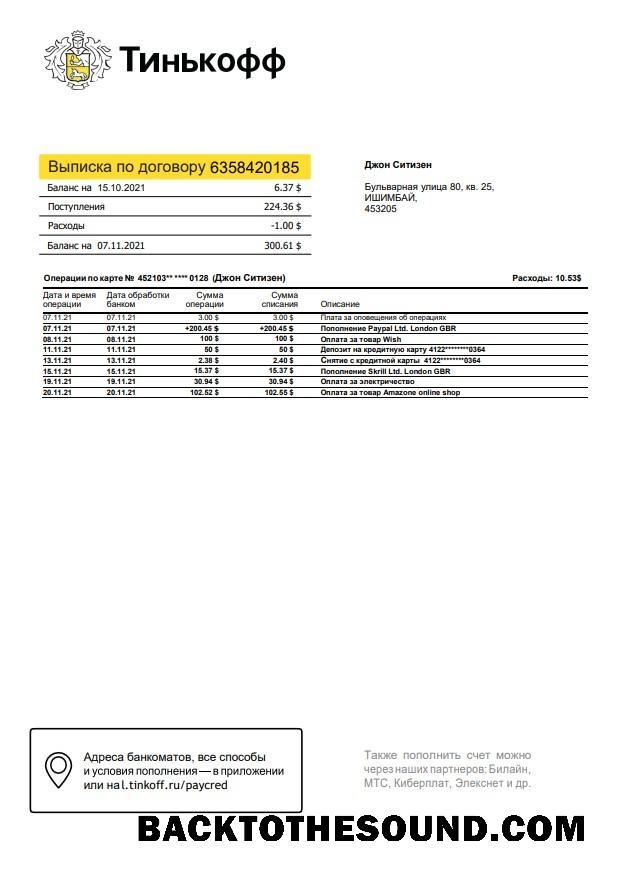 Тинькофф
Выписка по договору 6358420185
Баланс на 15.10.2021 6.37 $
Поступления 224.36 $
Расходы -1.00 $
Баланс на 07.11.2021 300.61 $
Джон Ситизен
Бульварная улица 80, кв. 25,
ИШИМБАЙ,
453205
Операции по карте № 452103** **** 0128 (Джон Ситизен) Расходы: 10.53$
Дата и время Дата обработки Сумма Сумма
операции банком операции списания Описание
07.11.21 07.11.21 3.00 $ 3.00 $ Плата за оповещения об операциях
07.11.21 07.11.21 +200.45 $ +200.45 $ Пополнение Paypal Ltd. London GBR
08.11.21 08.11.21 100 $ 100 $ Оплата за товар Wish
11.11.21 11.11.21 50 $ 50 $ Депозит на кредитную карту 4122********0364
13.11.21 13.11.21 2.38 $ 2.40 $ Снятие с кредитной карты 4122********0364
15.11.21 15.11.21 15.37 $ 15.37 $ Пополнение Skrill Ltd. London GBR
19.11.21 19.11.21 30.94 $ 30.94 $ Оплата за электричество
20.11.21 20.11.21 102.52 $ 102.55 $ Оплата за товар Amazone online shop
Адреса банкоматов, все способы
и условия пополнения — в приложении
или на l.tinkoff.ru/paycred
Также пополнить счет можно
через наших партнеров: Билайн,
МТС, Киберплат, Элекснет и др.
BACKTOTHESOUND.COM